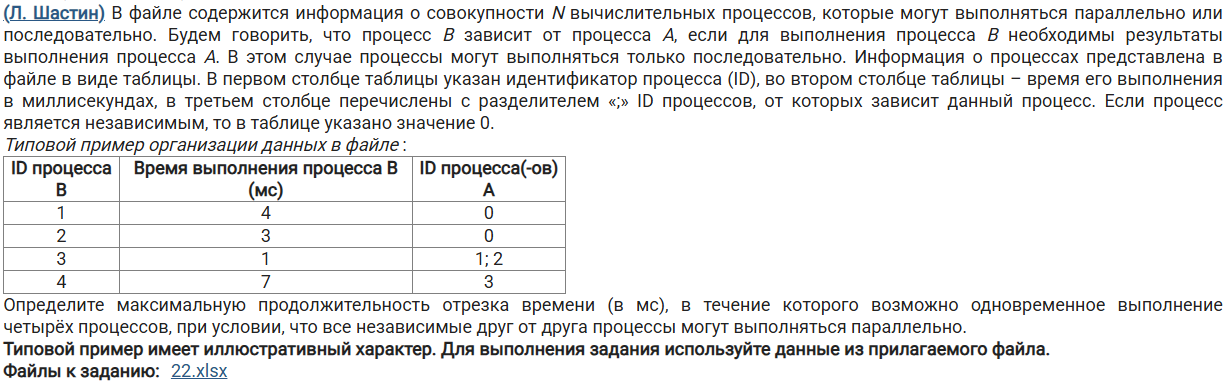 (Л. Шастин) В файле содержится информация о совокупности N вычислительных процессов, которые могут выполняться параллельно или
последовательно. Будем говорить, что процесс B зависит от процесса A, если для выполнения процесса B необходимы результаты
выполнения процесса A. В этом случае процессы могут выполняться только последовательно. Информация о процессах представлена в
файле в виде таблицы. В первом столбце таблицы указан идентификатор процесса (ID), во втором столбце таблицы – время его выполнения
в миллисекундах, в третьем столбце перечислены с разделителем «;» ID процессов, от которых зависит данный процесс. Если процесс
является независимым, то в таблице указано значение 0.
Типовой пример организации данных в файле :
ID процесса B Время выполнения процесса B (мс) ID процесса(-ов) A
1 4 0
2 3 0
3 1 1; 2
4 7 3
Определите максимальную продолжительность отрезка времени (в мс), в течение которого возможно одновременное выполнение
четырёх процессов, при условии, что все независимые друг от друга процессы могут выполняться параллельно.
Типовой пример имеет иллюстративный характер. Для выполнения задания используйте данные из прилагаемого файла.
Файлы к заданию: 22.xlsx